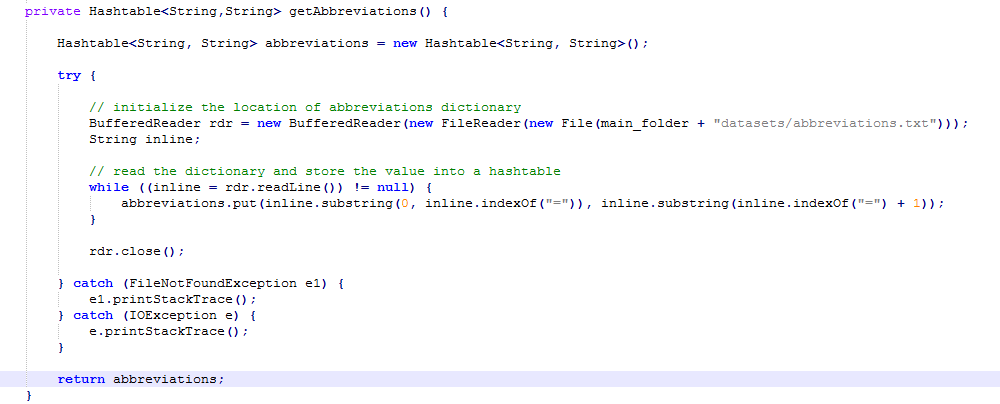 private Hashtable<String,String> getAbbreviations() {
Hashtable<String, String> abbreviations = new Hashtable<String, String>();
try {
// initialize the location of abbreviations dictionary
BufferedReader rdr = new BufferedReader(new FileReader(new File(main_folder + "datasets/abbreviations.txt")));
String inline;
// read the dictionary and store the value into a hashtable
while ((inline = rdr.readLine()) != null) {
abbreviations.put(inline.substring(0, inline.indexOf("=")), inline.substring(inline.indexOf("=") + 1));
}
rdr.close();
} catch (FileNotFoundException e1) {
e1.printStackTrace();
} catch (IOException e) {
e.printStackTrace();
}
return abbreviations;
}